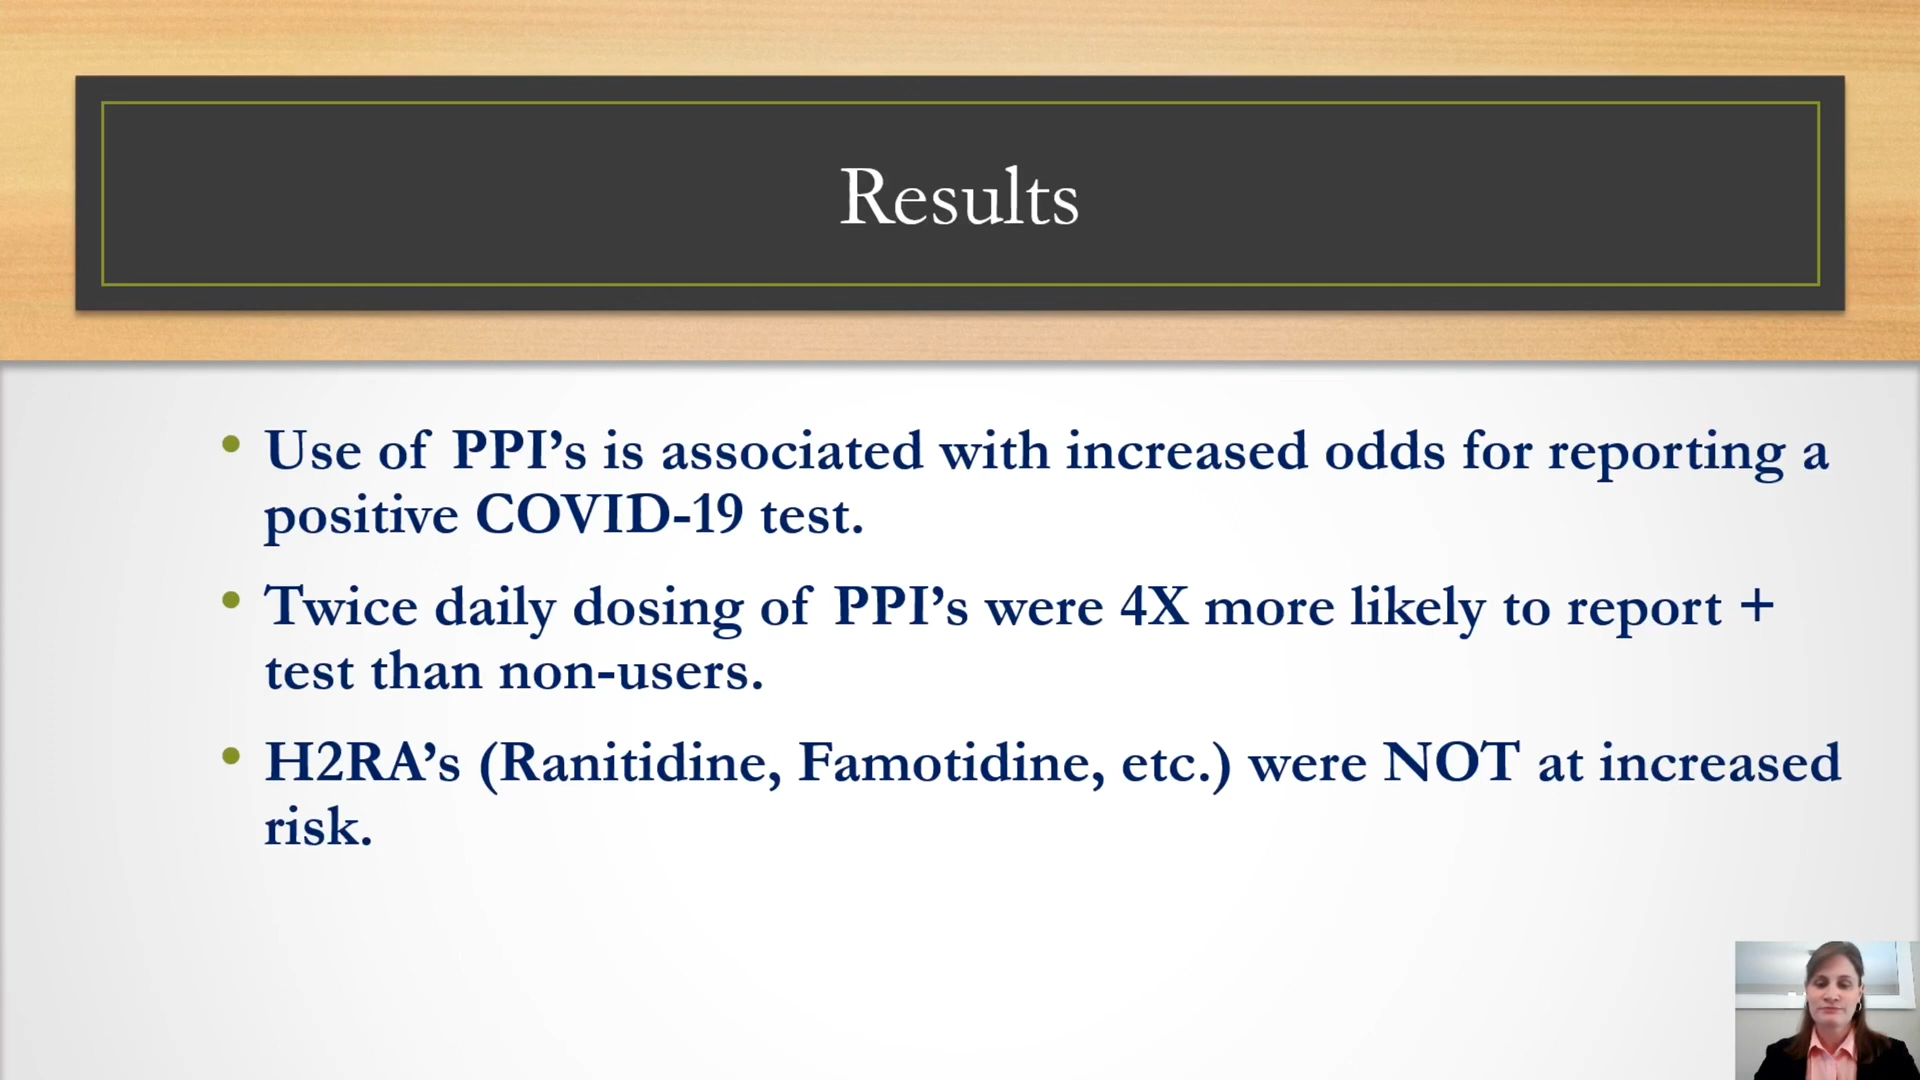 Results
Use of PPI’s is associated with increased odds for reporting a
positive COVID-19 test.
Twice daily dosing of PPI’s were 4X more likely to report +
test than non-users.
H2RA’s (Ranitidine, Famotidine, etc.) were NOT at increased
risk.